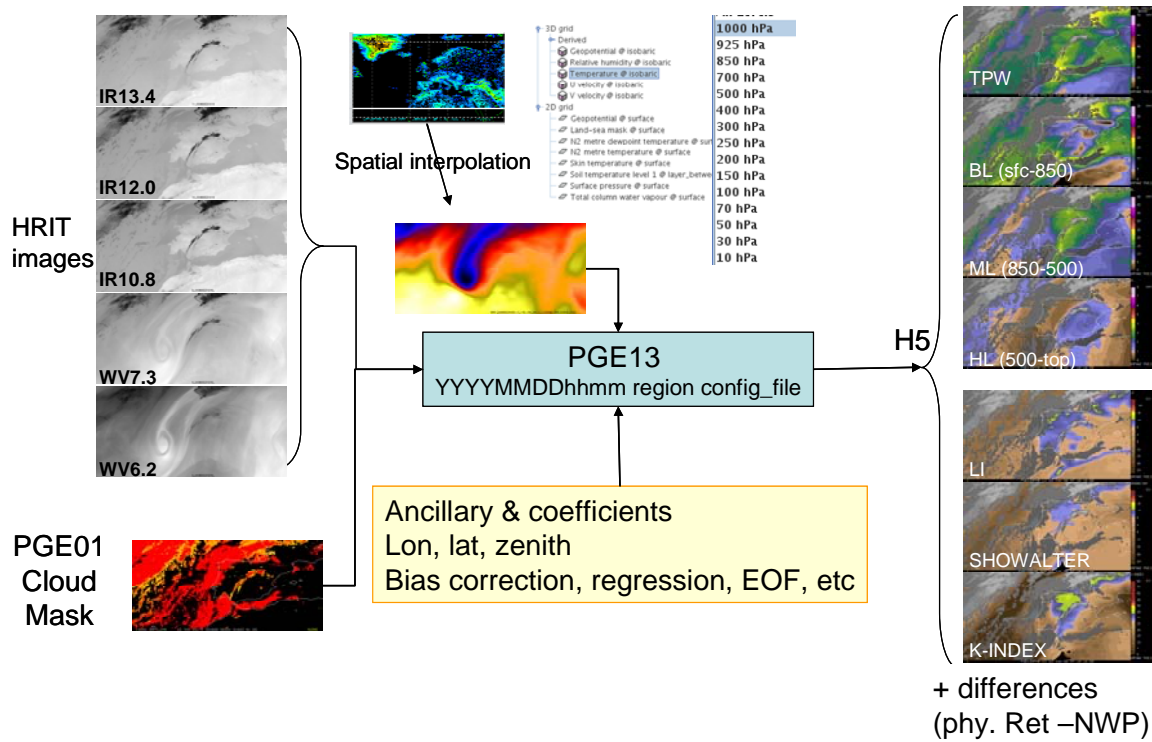 IR13.4
IR12.0
HRIT
images
IR10.8
WV7.3
WV6.2
PGE01
Cloud
Mask
Spatial interpolation
3D grid
Derived
Geopotential @ isobaric
Relative humidity @ isobaric
Temperature @ isobaric
U velocity @ isobaric
V velocity @ isobaric
2D grid
Geopotential @ surface
Land-sea mask @ surface
N2 metre dewpoint temperature @ sur
N2 metre temperature @ surface
Skin temperature @ surface
Soil temperature level 1 @ layer_betwe
Surface pressure @ surface
Total column water vapour @ surface
1000 hPa
925 hPa
850 hPa
700 hPa
500 hPa
400 hPa
300 hPa
250 hPa
200 hPa
150 hPa
100 hPa
70 hPa
50 hPa
30 hPa
10 hPa
PGE13
YYYYMMDDhhmm region config_file
Ancillary & coefficients
Lon, lat, zenith
Bias correction, regression, EOF, etc
H5
TPW
BL (sfc-850)
ML (850-500)
HL (500-top)
LI
SHOWALTER
K-INDEX
+ differences
(phy. Ret –NWP)